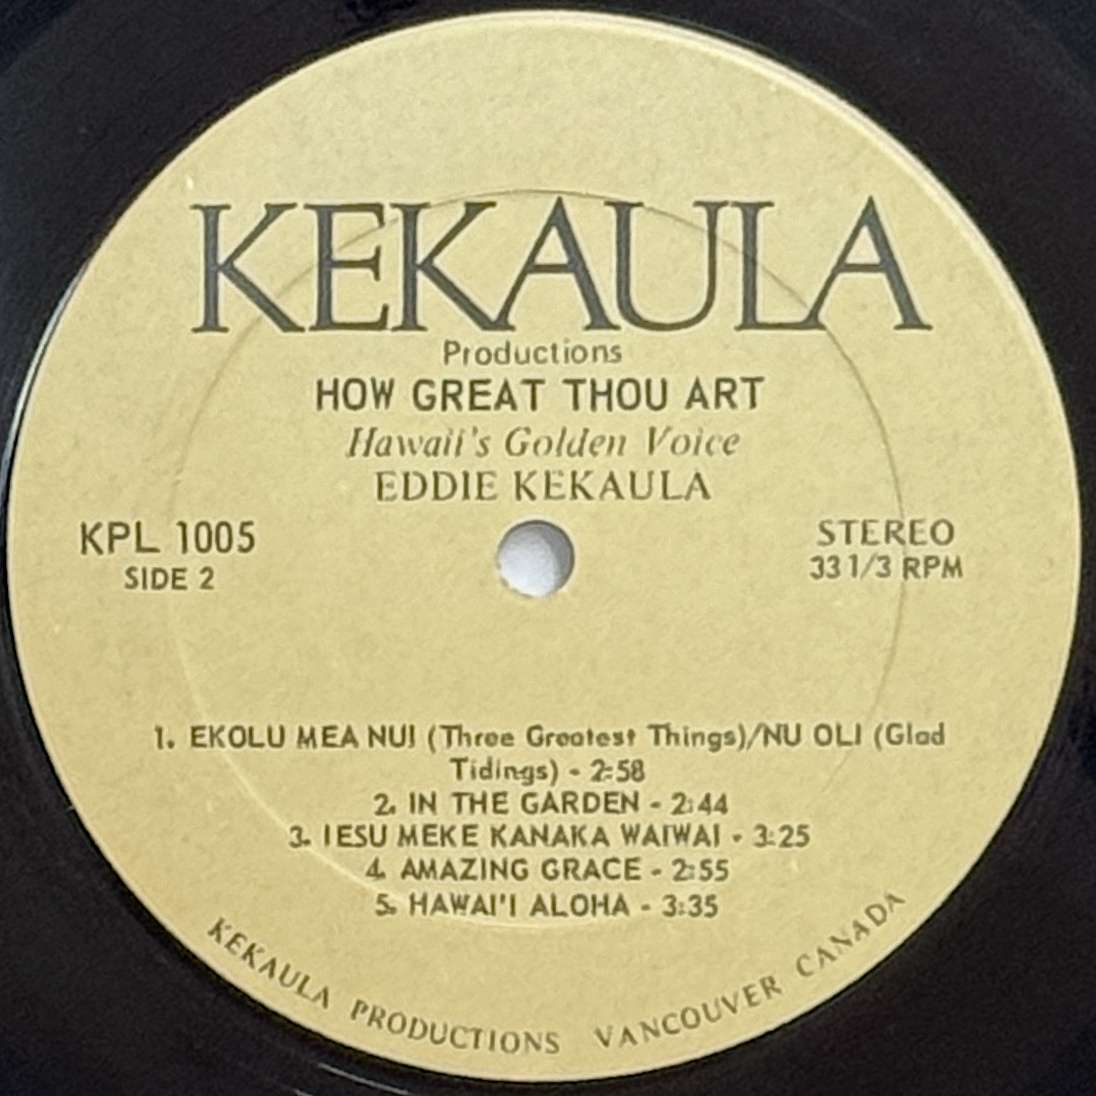 KEKAULA
Productions
HOW GREAT THOU ART
Hawaii's Golden Voice
EDDIE KEKAULA
KPL 1005
SIDE 2
STEREO
33 1/3 RPM
1. EKOLU MEA NUI (Three Greatest Things)/NU OLI (Glad
Tidings) - 2:58
2. IN THE GARDEN - 2:44
3. IESU MEKE KANAKA WAIWAI - 3:25
4. AMAZING GRACE - 2:55
5. HAWAI'I ALOHA - 3:35
KEKAULA PRODUCTIONS VANCOUVER CANADA